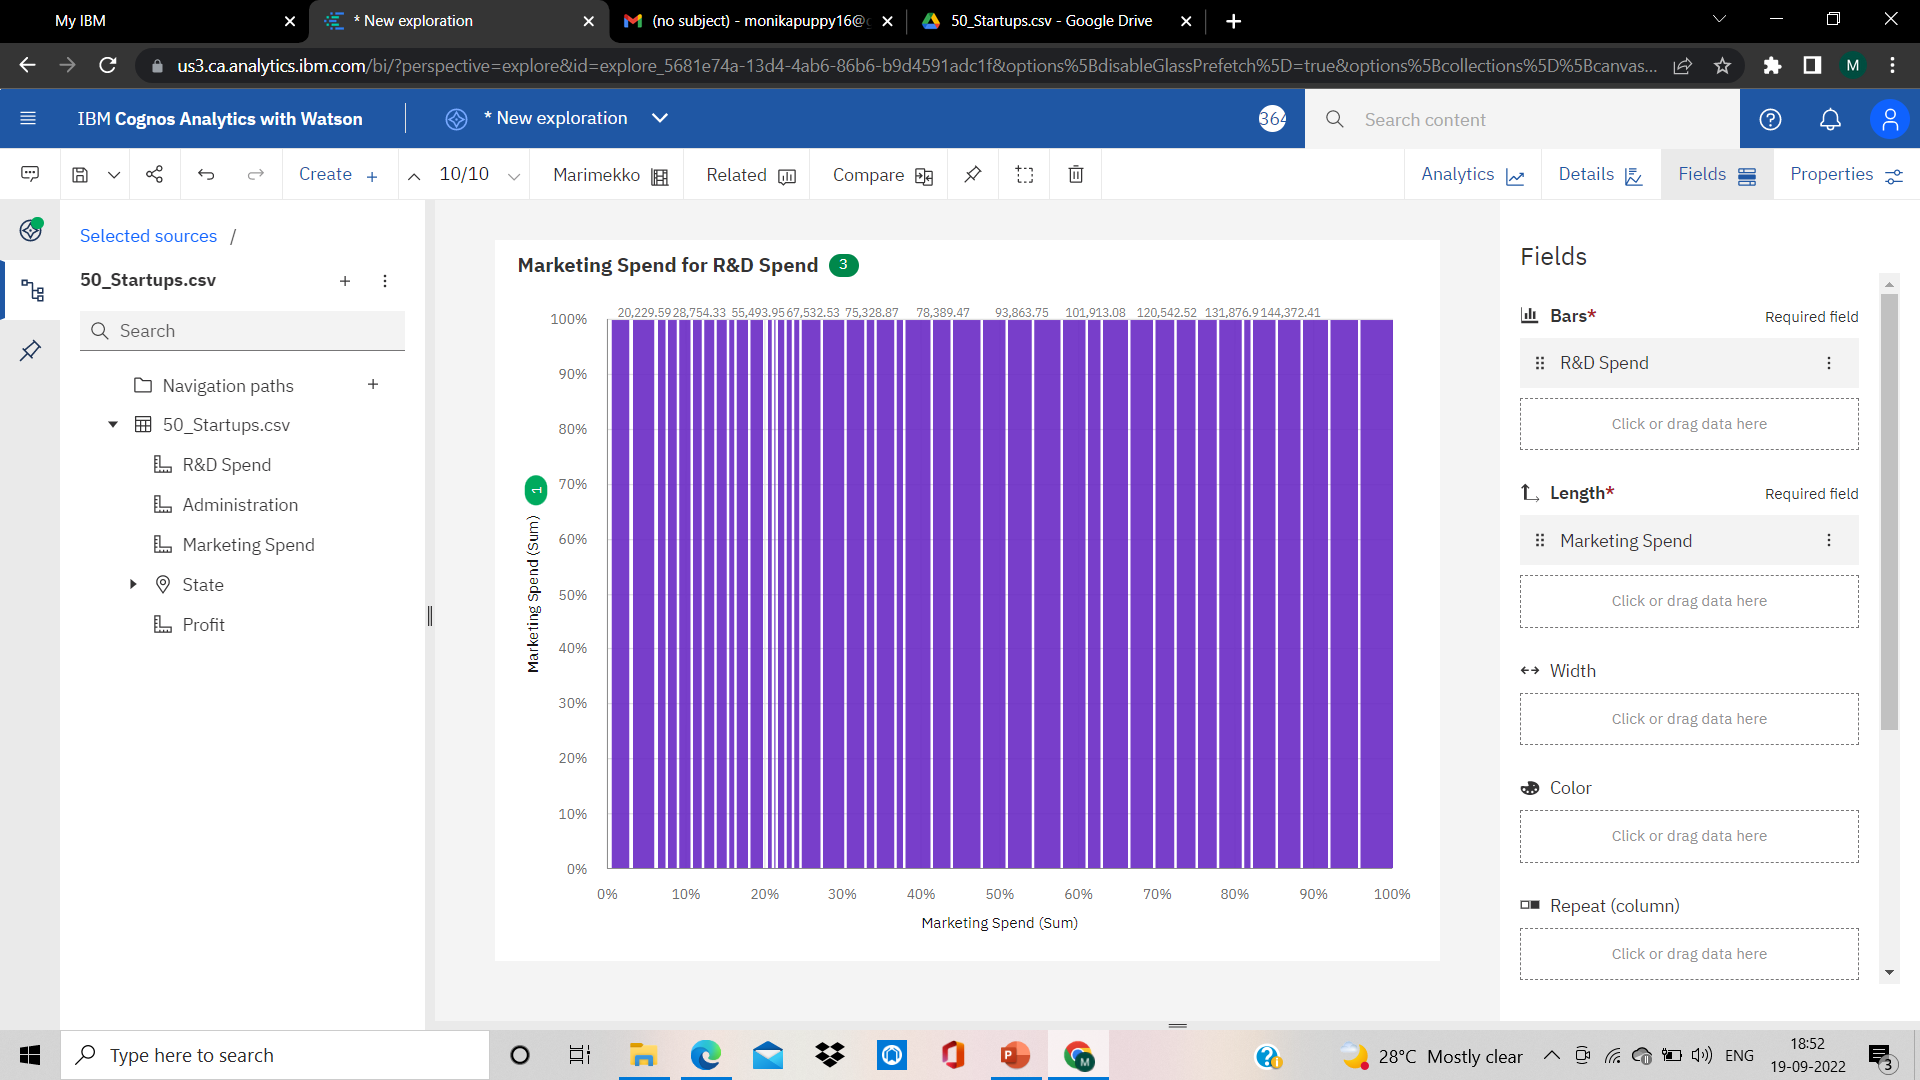 My IBM
* New exploration
(no subject) - monikapuppy16@
50_Startups.csv - Google Drive
us3.ca.analytics.ibm.com/bi/?perspective=explore&id=explore_5681e74a-13d4-4ab6-86b6-b9d4591adc1f&options%5BdisableGlassPrefetch%5D=true&options%5Bcollections%5D%5Bcanvas...
M
IBM Cognos Analytics with Watson
* New exploration
364
Search content
Create
10/10
Marimekko
Related
Compare
Analytics
Details
Fields
Properties
Selected sources /
50_Startups.csv
Search
Navigation paths
50_Startups.csv
R&D Spend
Administration
Marketing Spend
State
Profit
Marketing Spend for R&D Spend 3
20,229.59 28,754.33 55,493.95 67,532.53 75,328.87 78,389.47 93,863.75 101,913.08 120,542.52 131,876.9 144,372.41
100%
90%
80%
70%
60%
50%
40%
30%
20%
10%
0%
Marketing Spend (Sum) 1
0% 10% 20% 30% 40% 50% 60% 70% 80% 90% 100%
Marketing Spend (Sum)
Fields
Bars* Required field
R&D Spend
Click or drag data here
Length* Required field
Marketing Spend
Click or drag data here
Width
Click or drag data here
Color
Click or drag data here
Repeat (column)
Click or drag data here
Type here to search
28°C Mostly clear
ENG
18:52
19-09-2022
3